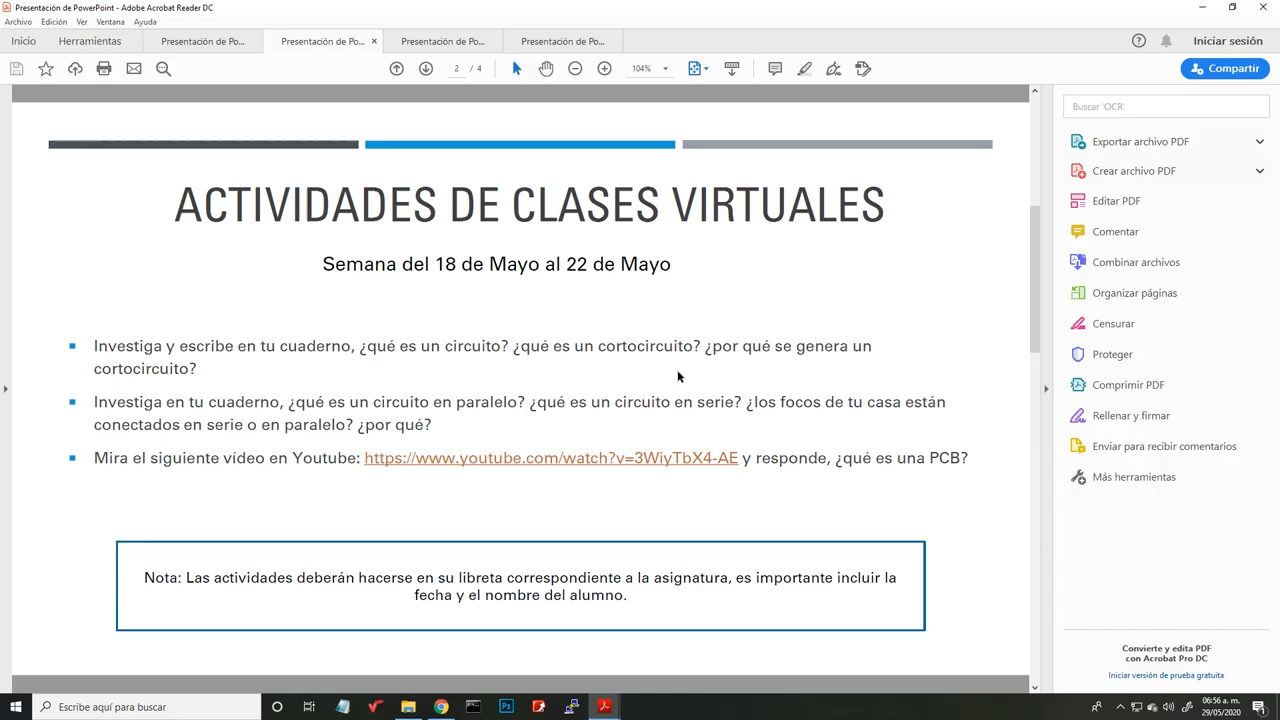 Presentación de PowerPoint - Adobe Acrobat Reader DC
Archivo Edición Ver Ventana Ayuda
Inicio Herramientas Presentación de Po... Presentación de Po... × Presentación de Po... Presentación de Po... Iniciar sesión
2 / 4 104% Compartir
Buscar 'OCR'
Exportar archivo PDF
Crear archivo PDF
Editar PDF
Comentar
Combinar archivos
Organizar páginas
Censurar
Proteger
Comprimir PDF
Rellenar y firmar
Enviar para recibir comentarios
Más herramientas
Convierte y edita PDF
con Acrobat Pro DC
Iniciar versión de prueba gratuita
ACTIVIDADES DE CLASES VIRTUALES
Semana del 18 de Mayo al 22 de Mayo
Investiga y escribe en tu cuaderno, ¿qué es un circuito? ¿qué es un cortocircuito? ¿por qué se genera un
cortocircuito?
Investiga en tu cuaderno, ¿qué es un circuito en paralelo? ¿qué es un circuito en serie? ¿los focos de tu casa están
conectados en serie o en paralelo? ¿por qué?
Mira el siguiente vídeo en Youtube: https://www.youtube.com/watch?v=3WiyTbX4-AE y responde, ¿qué es una PCB?
Nota: Las actividades deberán hacerse en su libreta correspondiente a la asignatura, es importante incluir la
fecha y el nombre del alumno.
Escribe aquí para buscar
Ps
06:56 a. m.
29/05/2020
1